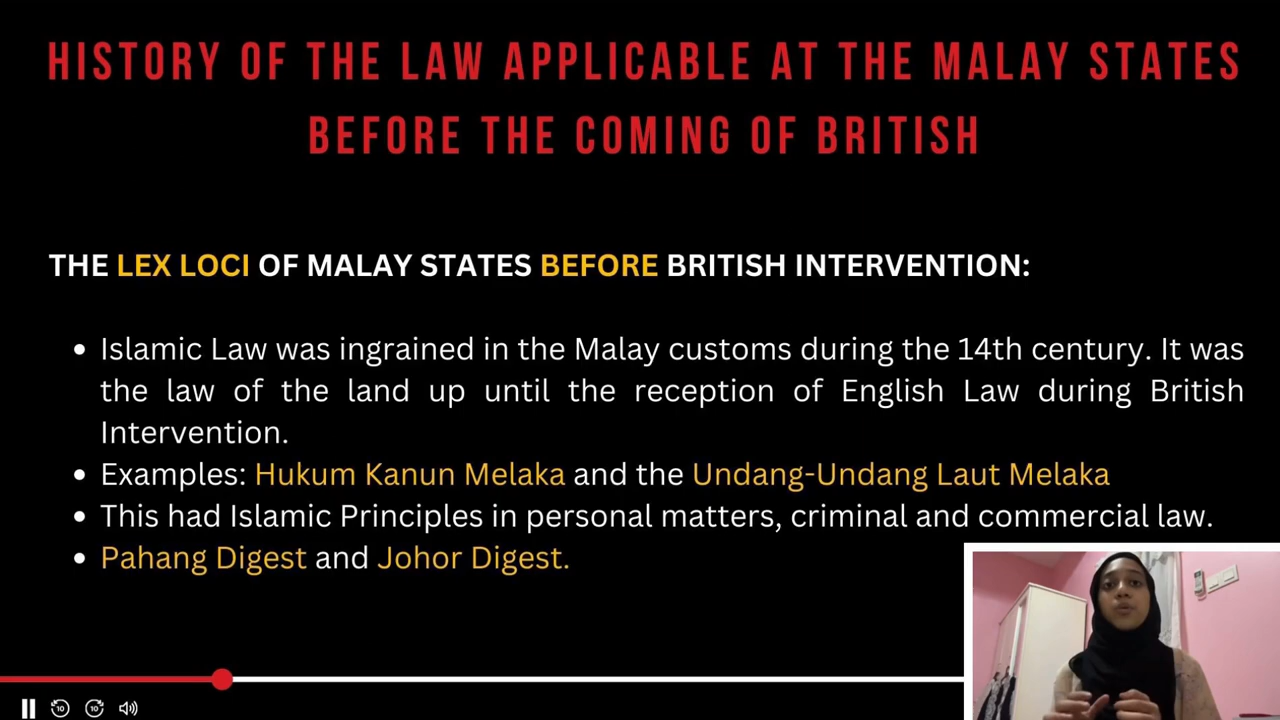 HISTORY OF THE LAW APPLICABLE AT THE MALAY STATES
BEFORE THE COMING OF BRITISH
THE LEX LOCI OF MALAY STATES BEFORE BRITISH INTERVENTION:
• Islamic Law was ingrained in the Malay customs during the 14th century. It was
the law of the land up until the reception of English Law during British
Intervention.
• Examples: Hukum Kanun Melaka and the Undang-Undang Laut Melaka
• This had Islamic Principles in personal matters, criminal and commercial law.
• Pahang Digest and Johor Digest.
10 10